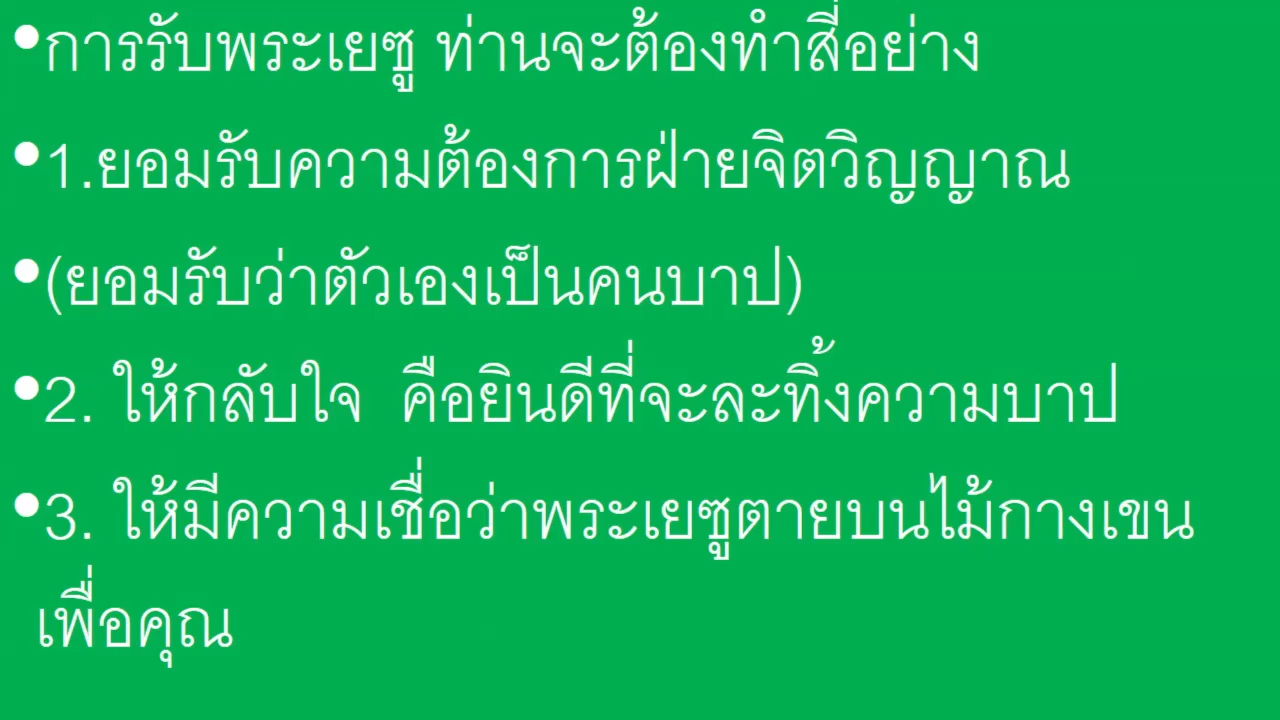 •การรับพระเยซู ท่านจะต้องทำสี่อย่าง
•1.ยอมรับความต้องการฝ่ายจิตวิญญาณ
•(ยอมรับว่าตัวเองเป็นคนบาป)
•2. ให้กลับใจ คือยินดีที่จะละทิ้งความบาป
•3. ให้มีความเชื่อว่าพระเยซูตายบนไม้กางเขน
เพื่อคุณ